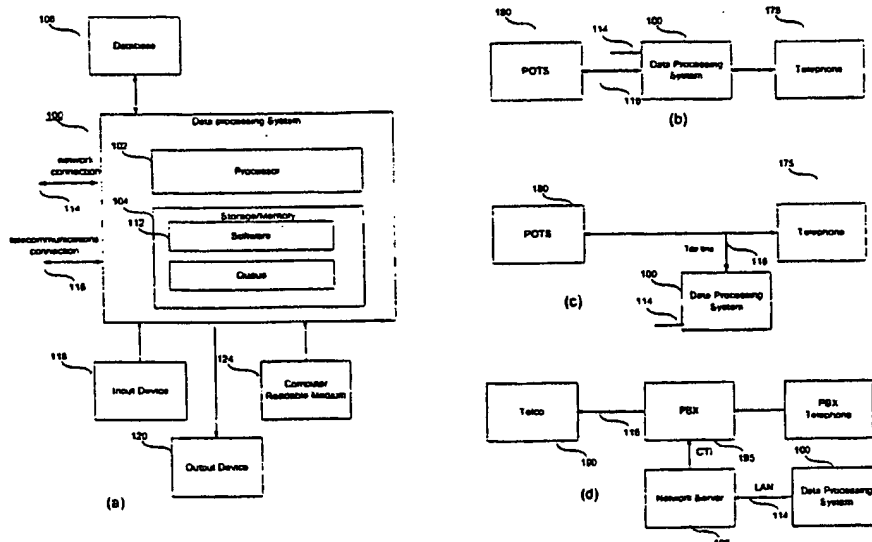 108
Database
100
Data processing System
102
Processor
network
connection
114
104
Storage/Memory
112
Software
Queue
telecommunications
connection
116
118
Input Device
124
Computer
Readable Medium
120
Output Device
(a)
180
114
100
175
POTS
Data Processing
System
Telephone
(b)
180
175
POTS
Telephone
Tap line
116
100
Data Processing
System
114
(c)
Telco
PBX
PBX
Telephone
116
190
195
CTI
100
Network Server
LAN
Data Processing
System
114
(d)